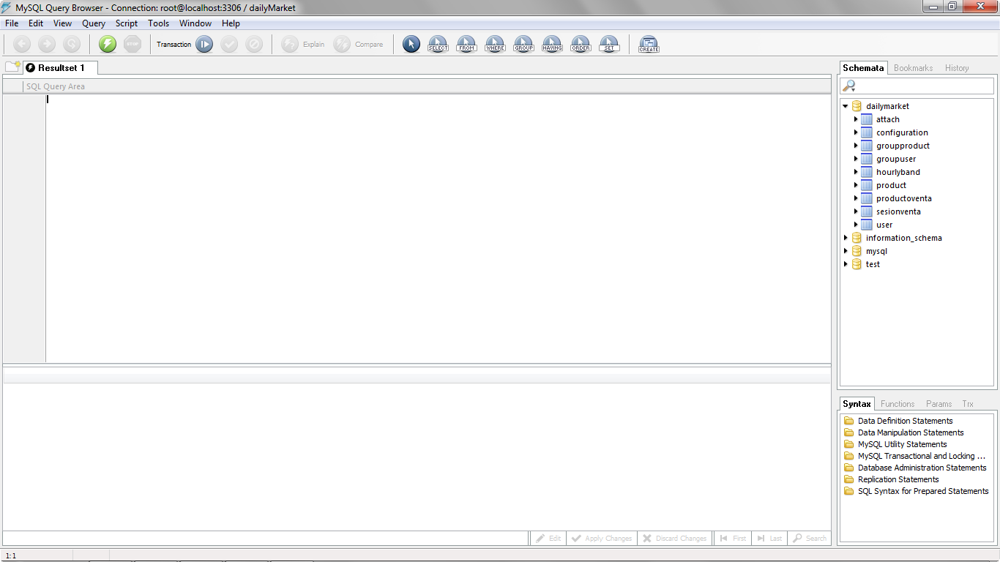 MySQL Query Browser - Connection: root@localhost:3306 / dailyMarket
File Edit View Query Script Tools Window Help
STOP Transaction Explain Compare SELECT FROM WHERE GROUP HAVING ORDER SET CREATE
Resultset 1
SQL Query Area
Schemata Bookmarks History
dailymarket
attach
configuration
groupproduct
groupuser
hourlyband
product
productoventa
sesionventa
user
information_schema
mysql
test
Syntax Functions Params Trx
Data Definition Statements
Data Manipulation Statements
MySQL Utility Statements
MySQL Transactional and Locking ...
Database Administration Statements
Replication Statements
SQL Syntax for Prepared Statements
Edit Apply Changes Discard Changes First Last Search
1:1